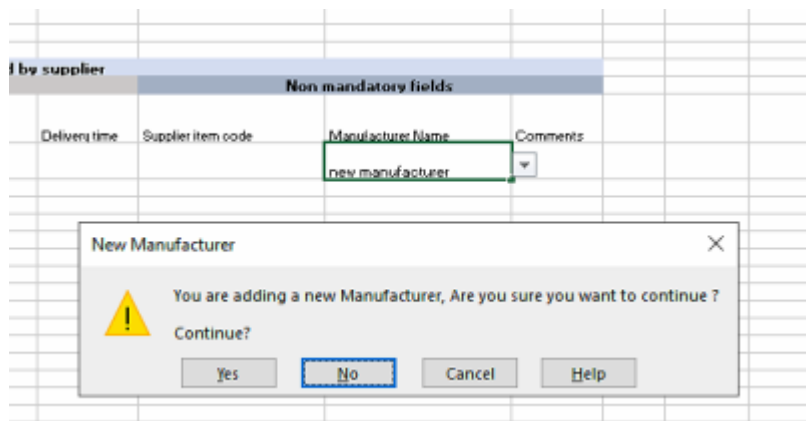 d by supplier
Non mandatory fields
Delivery time Supplier item code Manufacturer Name Comments
new manufacturer
New Manufacturer
You are adding a new Manufacturer, Are you sure you want to continue ?
Continue?
Yes No Cancel Help